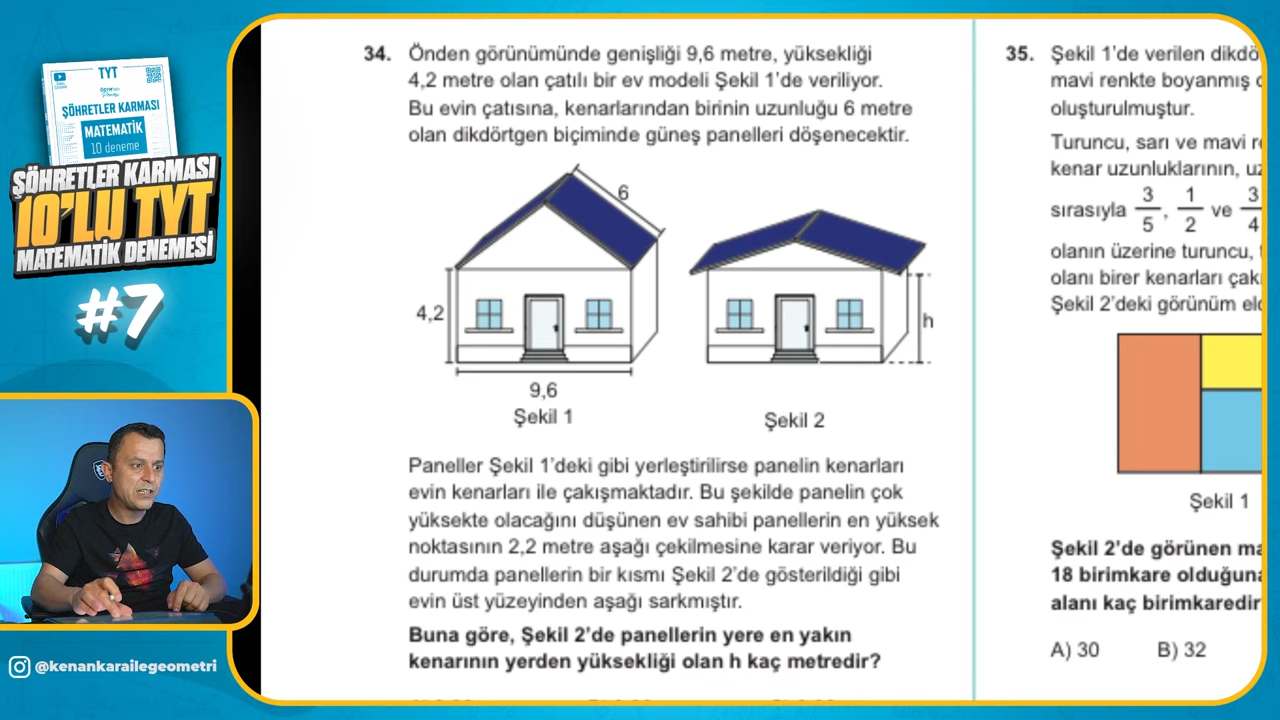 TYT
ŞÖHRETLER KARMASI
MATEMATİK
10 deneme
ŞÖHRETLER KARMASI
10'LU TYT
MATEMATİK DENEMESİ
#7
@kenankarailegeometri
34. Önden görünümünde genişliği 9,6 metre, yüksekliği
4,2 metre olan çatılı bir ev modeli Şekil 1'de veriliyor.
Bu evin çatısına, kenarlarından birinin uzunluğu 6 metre
olan dikdörtgen biçiminde güneş panelleri döşenecektir.
6
4,2
h
9,6
Şekil 1
Şekil 2
Paneller Şekil 1'deki gibi yerleştirilirse panelin kenarları
evin kenarları ile çakışmaktadır. Bu şekilde panelin çok
yüksekte olacağını düşünen ev sahibi panellerin en yüksek
noktasının 2,2 metre aşağı çekilmesine karar veriyor. Bu
durumda panellerin bir kısmı Şekil 2'de gösterildiği gibi
evin üst yüzeyinden aşağı sarkmıştır.
Buna göre, Şekil 2'de panellerin yere en yakın
kenarının yerden yüksekliği olan h kaç metredir?
35. Şekil 1'de verilen dikdö
mavi renkte boyanmış
oluşturulmuştur.
Turuncu, sarı ve mavi
kenar uzunluklarının,
sırasıyla 3/5, 1/2 ve 3/4
olanın üzerine turuncu,
olanı birer kenarları çak
Şekil 2'deki görünüm
Şekil 1
Şekil 2'de görünen
18 birimkare olduğuna
alanı kaç birimkaredir
A) 30 B) 32